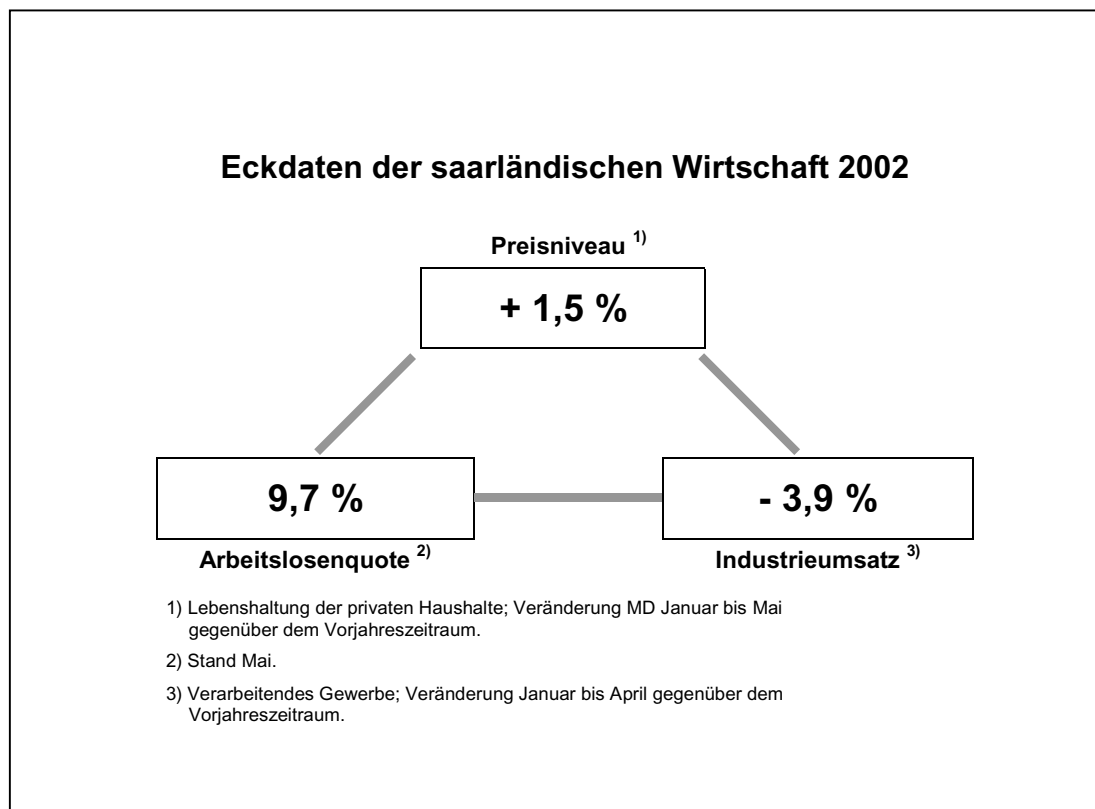 Eckdaten der saarländischen Wirtschaft 2002
Preisniveau 1)
+ 1,5 %
9,7 %
- 3,9 %
Arbeitslosenquote 2)
Industrieumsatz 3)
1) Lebenshaltung der privaten Haushalte; Veränderung MD Januar bis Mai
gegenüber dem Vorjahreszeitraum.
2) Stand Mai.
3) Verarbeitendes Gewerbe; Veränderung Januar bis April gegenüber dem
Vorjahreszeitraum.